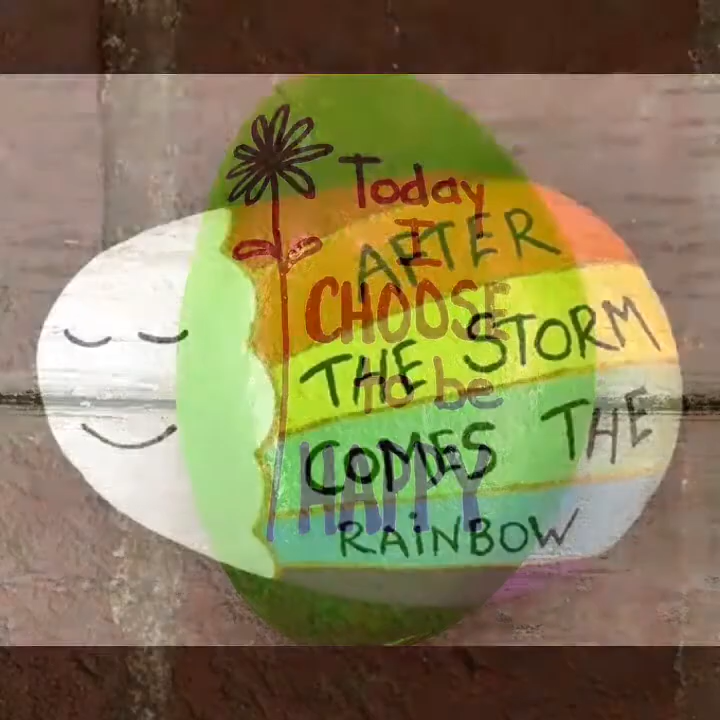 Today
I
CHOOSE
to be
HAPPY
AFTER
THE STORM
COMES THE
RAINBOW